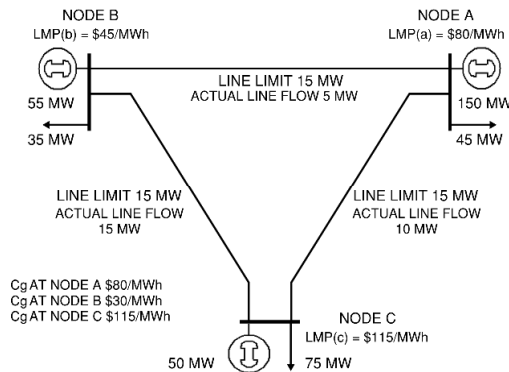 NODE B
LMP(b) = $45/MWh
NODE A
LMP(a) = $80/MWh
LINE LIMIT 15 MW
ACTUAL LINE FLOW 5 MW
55 MW
150 MW
35 MW
45 MW
LINE LIMIT 15 MW
ACTUAL LINE FLOW
15 MW
LINE LIMIT 15 MW
ACTUAL LINE FLOW
10 MW
Cg AT NODE A $80/MWh
Cg AT NODE B $30/MWh
Cg AT NODE C $115/MWh
NODE C
LMP(c) = $115/MWh
50 MW
75 MW